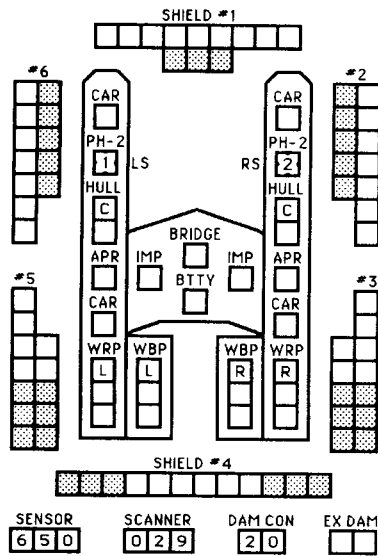 SHIELD #1
#6
#2
CAR
CAR
PH-2
PH-2
1 LS
RS 2
HULL
HULL
C
C
BRIDGE
APR
IMP
IMP
APR
BTTY
#5
#3
CAR
CAR
WRP
WBP
WBP
WRP
L
L
R
R
SHIELD #4
SENSOR
SCANNER
DAM CON
EX DAM
6 5 0
0 2 9
2 0